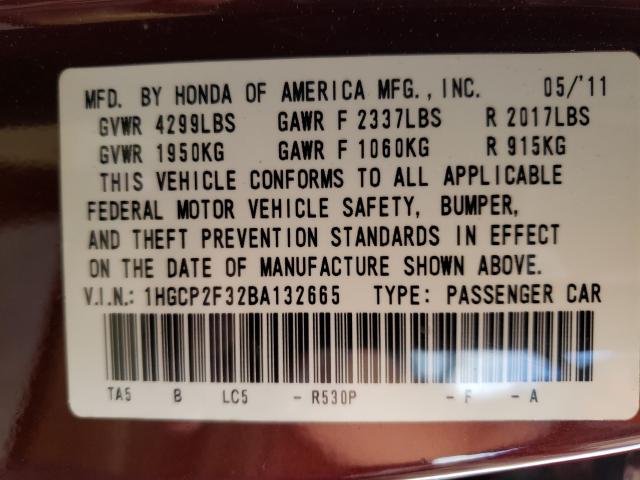 MFD. BY HONDA OF AMERICA MFG., INC. 05/'11
GVWR 4299LBS GAWR F 2337LBS R 2017LBS
GVWR 1950KG GAWR F 1060KG R 915KG
THIS VEHICLE CONFORMS TO ALL APPLICABLE
FEDERAL MOTOR VEHICLE SAFETY, BUMPER,
AND THEFT PREVENTION STANDARDS IN EFFECT
ON THE DATE OF MANUFACTURE SHOWN ABOVE.
V.I.N.: 1HGCP2F32BA132665 TYPE: PASSENGER CAR
TA5 B LC5 - R530P - F - A